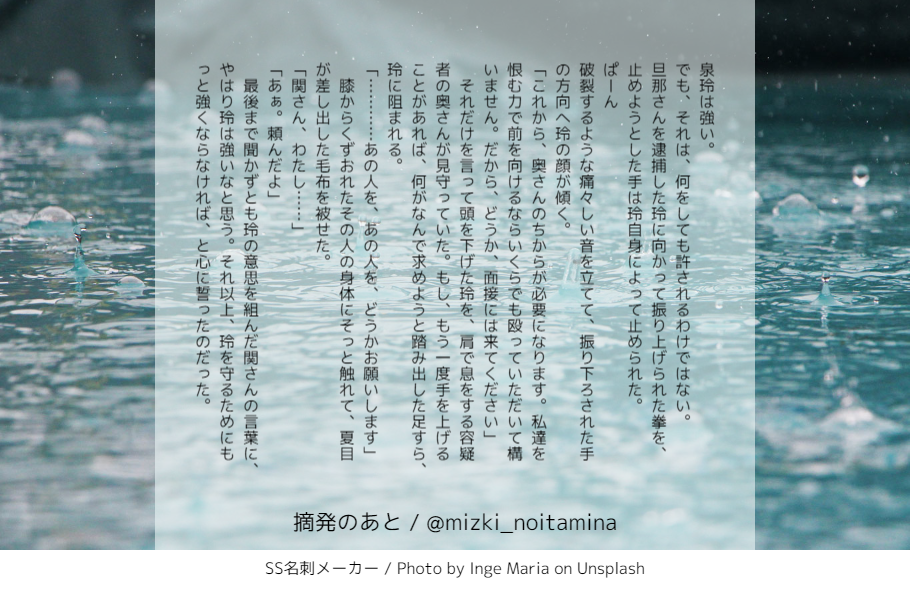 泉玲は強い。
でも、それは、何をしても許されるわけではない。
旦那さんを逮捕した玲に向かって振り上げられた拳を、
止めようとした手は玲自身によって止められた。
ぱーん
破裂するような痛々しい音を立てて、振り下ろされた手
の方向へ玲の顔が傾く。
「これから、奥さんのちからが必要になります。私達を
恨む力で前を向けるならいくらでも殴っていただいて構
いません。だから、どうか、面接には来てください」
それだけを言って頭を下げた玲を、肩で息をする容疑
者の奥さんが見守っていた。もし、もう一度手を上げる
ことがあれば、何がなんで求めようと踏み出した足すら、
玲に阻まれる。
「…………あの人を、あの人を、どうかお願いします」
膝からくずおれたその人の身体にそっと触れて、夏目
が差し出した毛布を被せた。
「関さん、わたし……」
「あぁ。頼んだよ」
最後まで聞かずとも玲の意思を組んだ関さんの言葉に、
やはり玲は強いなと思う。それ以上、玲を守るためにも
っと強くならなければ、と心に誓ったのだった。
摘発のあと / @mizki_noitamina
SS名刺メーカー / Photo by Inge Maria on Unsplash